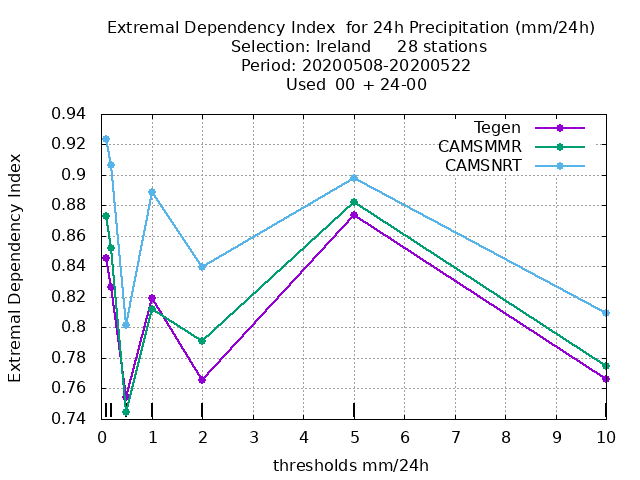 Extremal Dependency Index  for 24h Precipitation (mm/24h)
Selection: Ireland     28 stations
Period: 20200508-20200522
Used  00  + 24-00
Extremal Dependency Index
0.94
0.92
0.9
0.88
0.86
0.84
0.82
0.8
0.78
0.76
0.74
Tegen
CAMSMMR
CAMSNRT
0 1 2 3 4 5 6 7 8 9 10
thresholds mm/24h